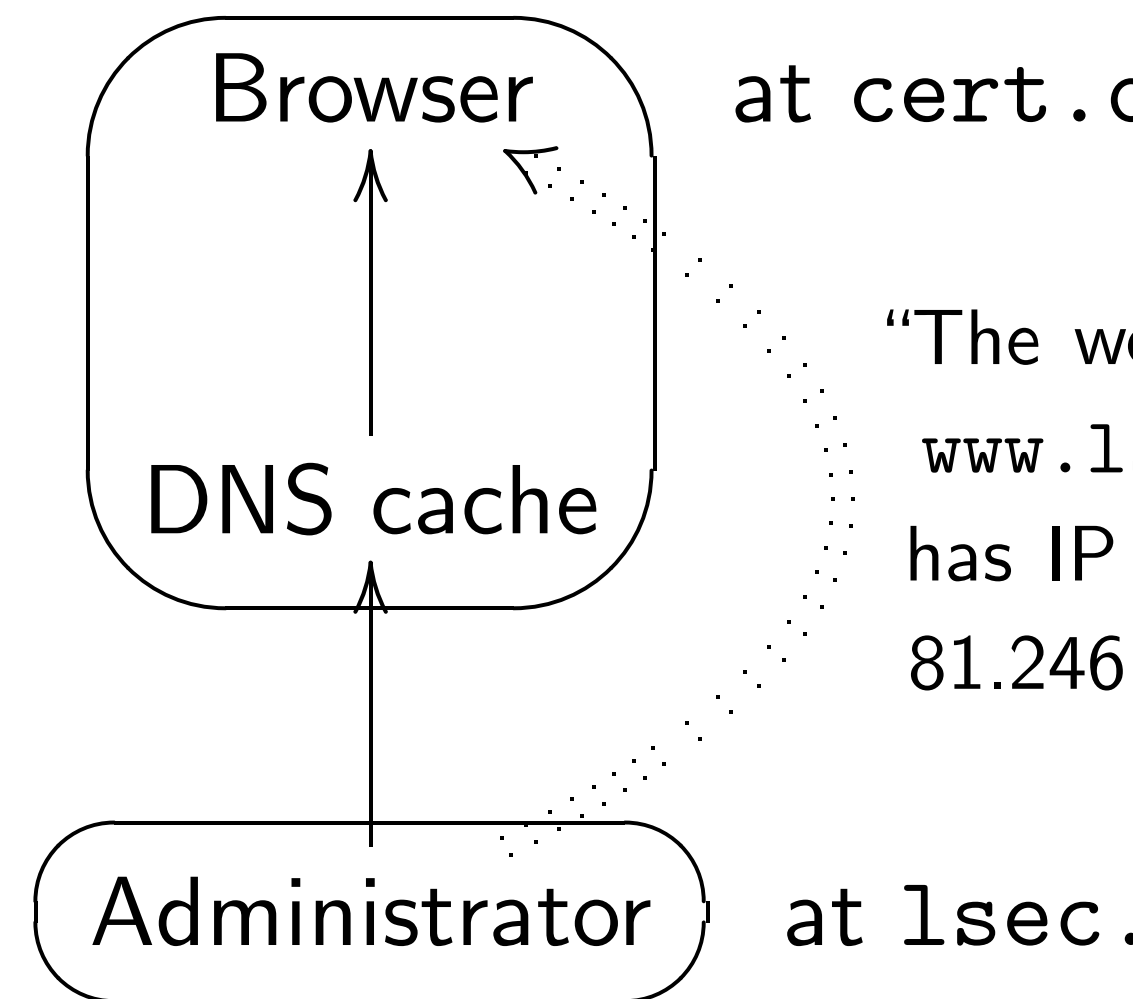 Browser at cert.c
“The we
www.l
has IP
DNS cache
81.246
Administrator at lsec.